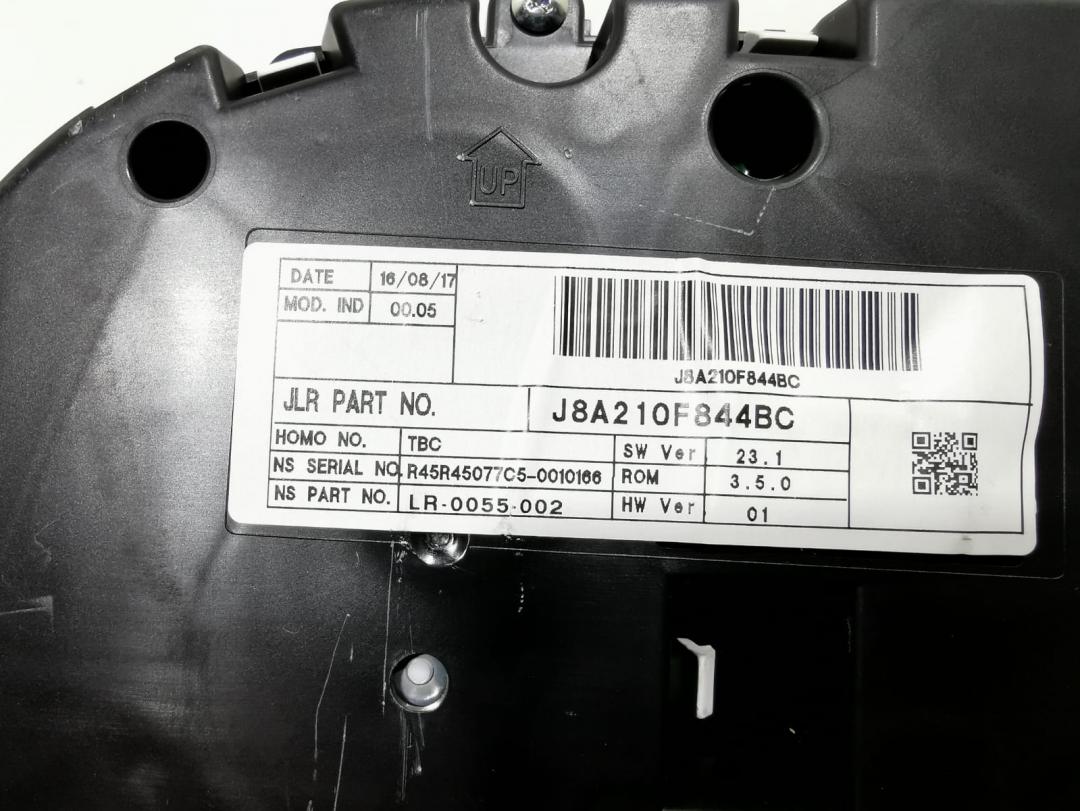 UP
DATE 16/08/17
MOD. IND 00.05
J8A210F844BC
JLR PART NO. J8A210F844BC
HOMO NO. TBC SW Ver 23.1
NS SERIAL NO. R45R45077C5-0010166 ROM 3.5.0
NS PART NO. LR-0055-002 HW Ver 01